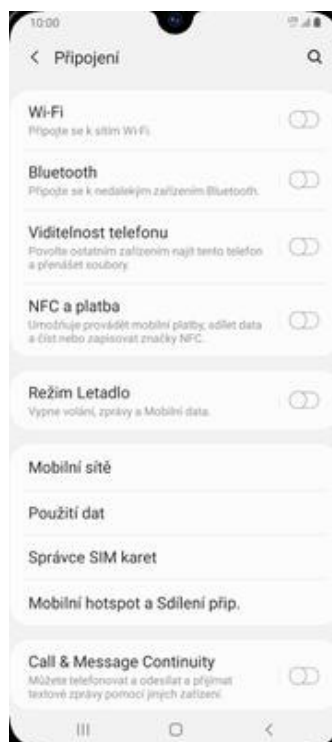 10:00
Připojení
Wi-Fi
Připojte se k sítím Wi-Fi.
Bluetooth
Připojte se k nedalekým zařízením Bluetooth.
Viditelnost telefonu
Povolte ostatním zařízením najít tento telefon
a přenášet soubory.
NFC a platba
Umožňuje provádět mobilní platby, sdílet data
a číst nebo zapisovat značky NFC.
Režim Letadlo
Vypne volání, zprávy a Mobilní data.
Mobilní sítě
Použití dat
Správce SIM karet
Mobilní hotspot a Sdílení přip.
Call & Message Continuity
Můžete telefonovat a odesílat a přijímat
textové zprávy pomocí jiných zařízení